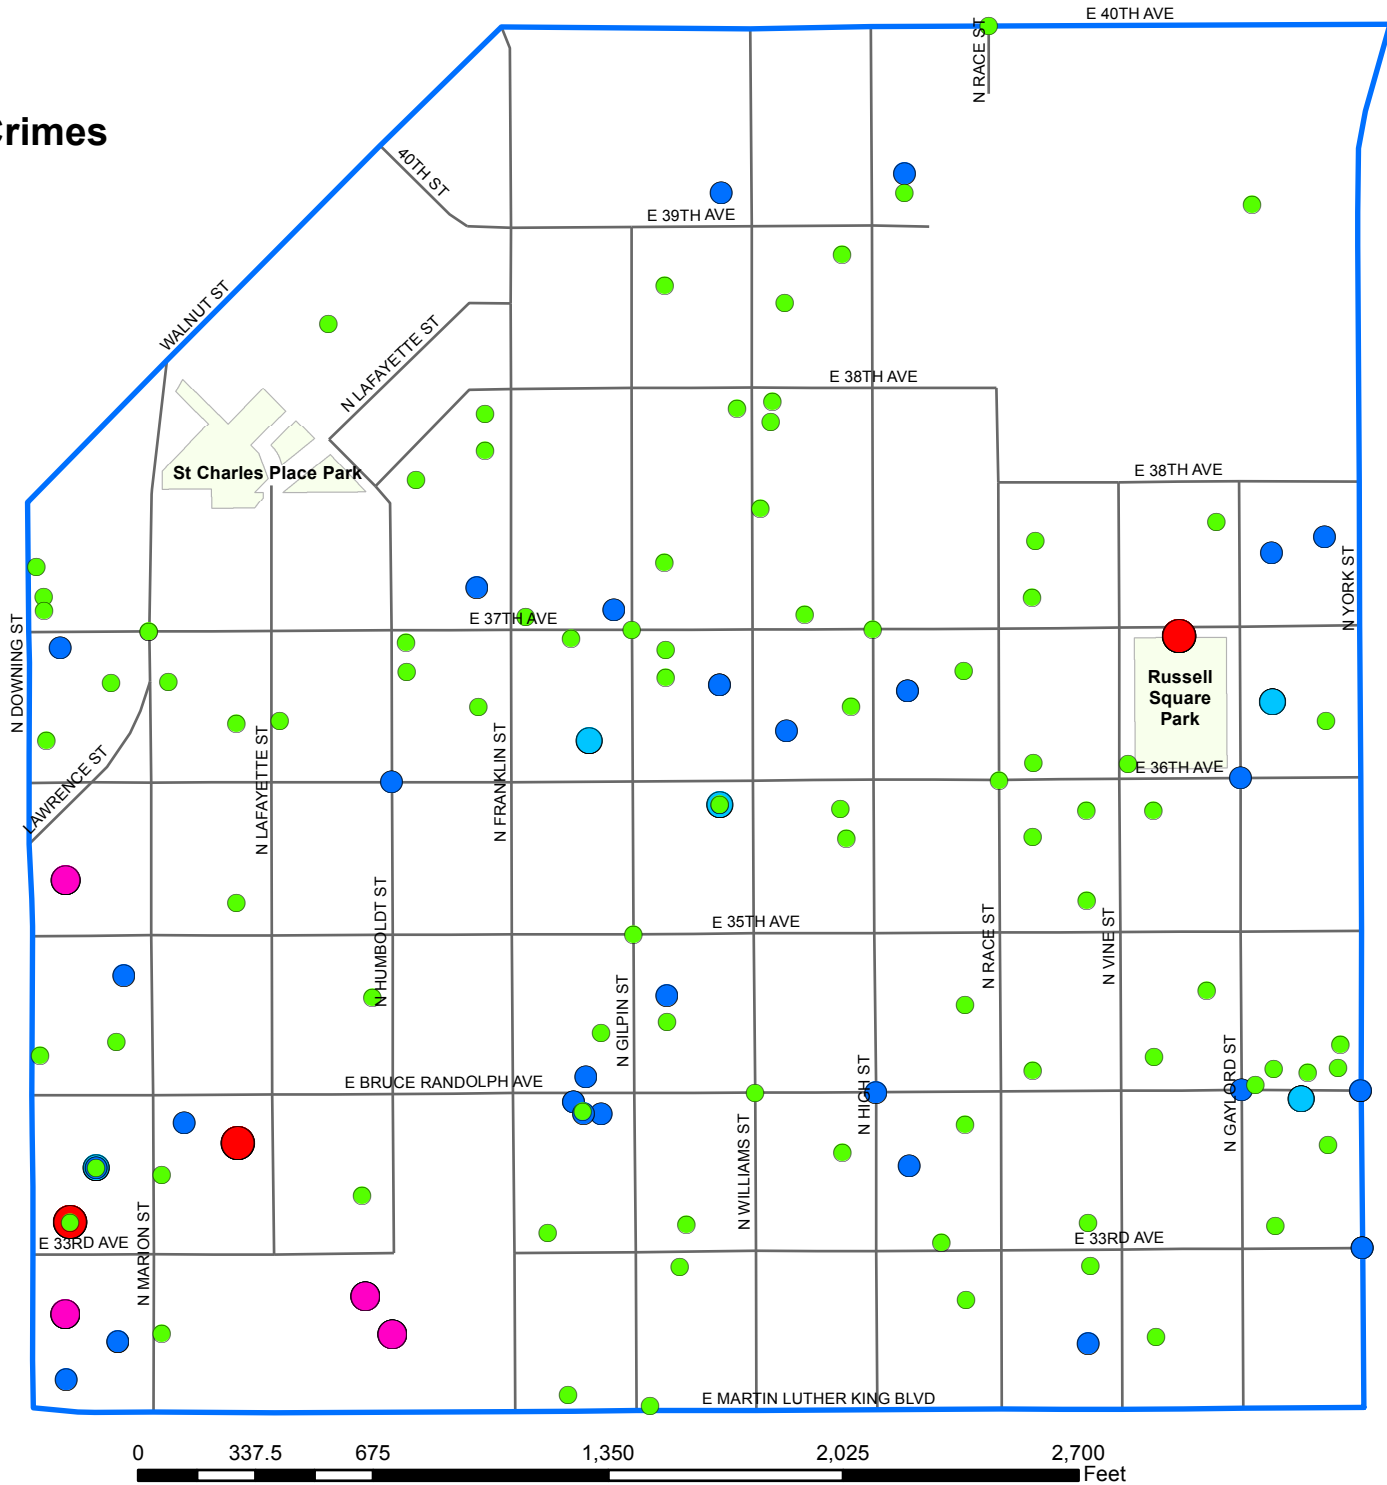 E 40TH AVE
N RACE ST
Crimes
40TH ST
E 39TH AVE
WALNUT ST
N LAFAYETTE ST
E 38TH AVE
St Charles Place Park
E 38TH AVE
N YORK ST
E 37TH AVE
N DOWNING ST
Russell
Square
Park
LAWRENCE ST
N LAFAYETTE ST
N FRANKLIN ST
E 36TH AVE
N HUMBOLDT ST
E 35TH AVE
N RACE ST
N VINE ST
N GILPIN ST
E BRUCE RANDOLPH AVE
N HIGH ST
N GAYLORD ST
N WILLIAMS ST
N MARION ST
E 33RD AVE
E 33RD AVE
E MARTIN LUTHER KING BLVD
0 337.5 675 1,350 2,025 2,700
Feet